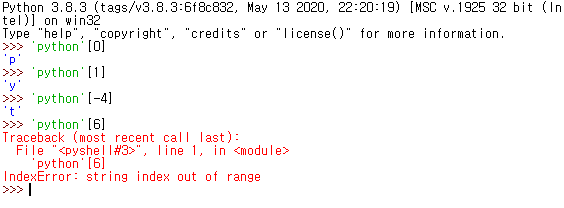 Python 3.8.3 (tags/v3.8.3:6f8c832, May 13 2020, 22:20:19) [MSC v.1925 32 bit (In
tel)] on win32
Type "help", "copyright", "credits" or "license()" for more information.
>>> 'python'[0]
'p'
>>> 'python'[1]
'y'
>>> 'python'[-4]
't'
>>> 'python'[6]
Traceback (most recent call last):
  File "<pyshell#3>", line 1, in <module>
    'python'[6]
IndexError: string index out of range
>>>